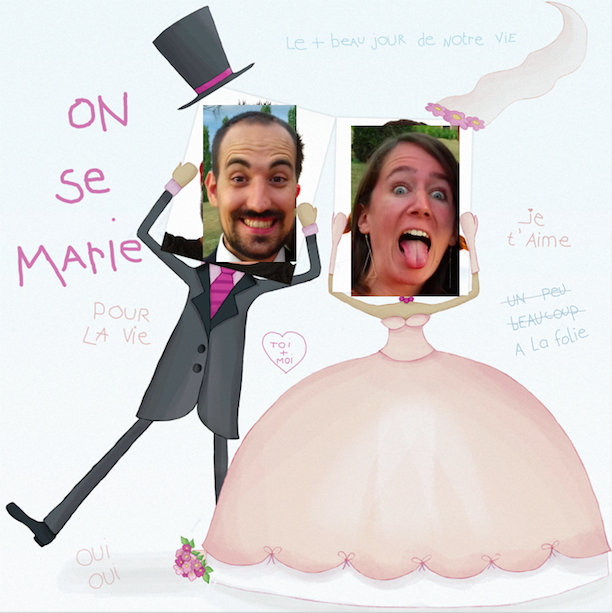 Le + beau jour de notre vie
ON
se
Marie
POUR
LA Vie
Je
t'Aime
UN PEU
BEAUCOUP
A La folie
TOI
+
MOI
OUI
OUI